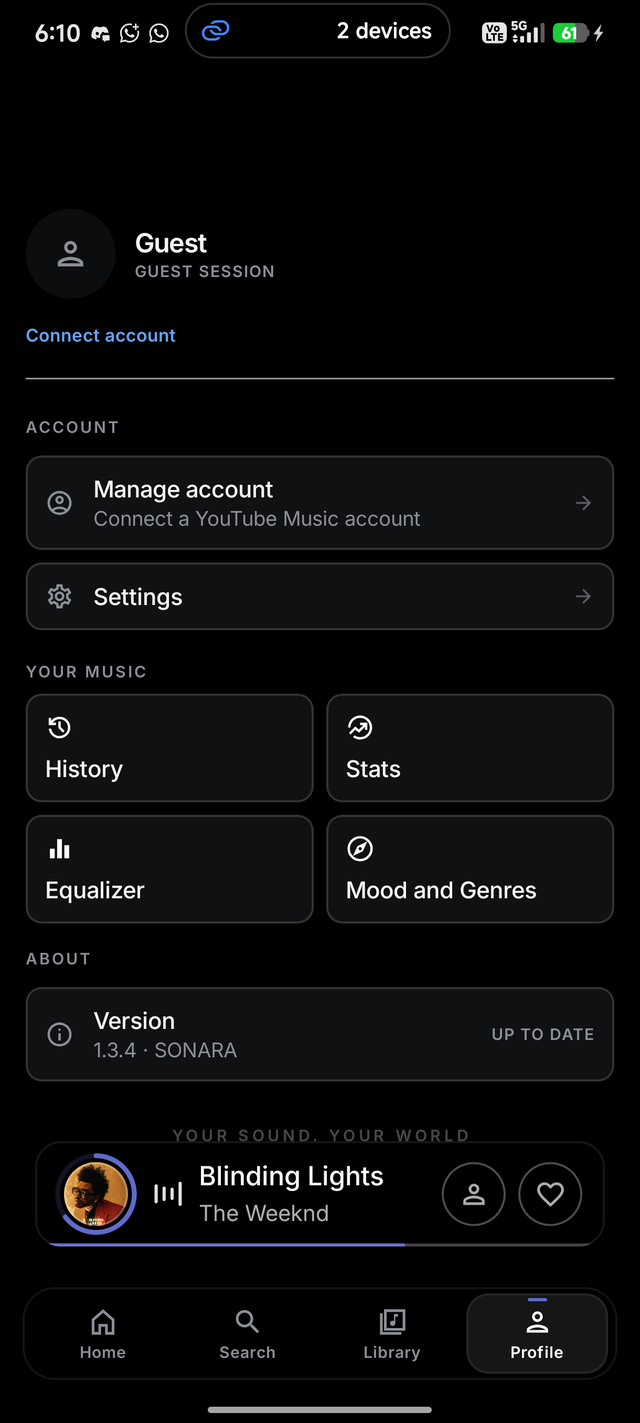 6:10
2 devices
VO LTE
5G
61
Guest
GUEST SESSION
Connect account
ACCOUNT
Manage account
Connect a YouTube Music account
Settings
YOUR MUSIC
History
Stats
Equalizer
Mood and Genres
ABOUT
Version
1.3.4 · SONARA
UP TO DATE
YOUR SOUND. YOUR WORLD
Blinding Lights
The Weeknd
Home
Search
Library
Profile